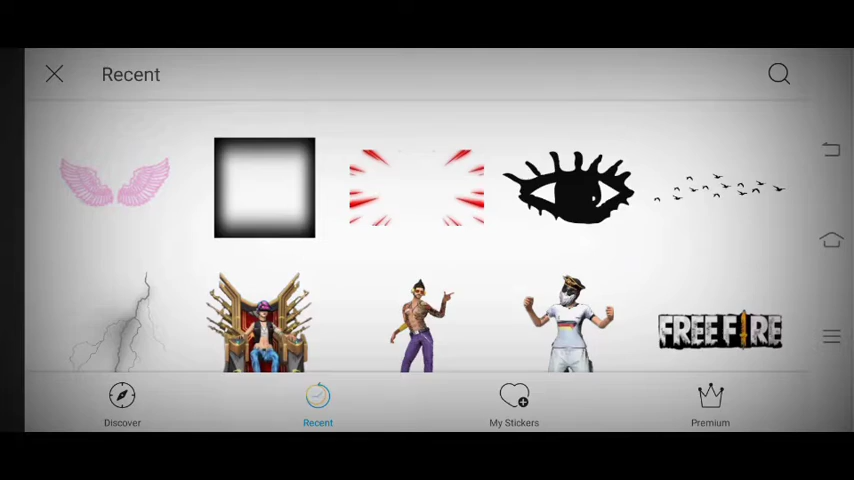 Recent
FREE FIRE
Discover
Recent
My Stickers
Premium